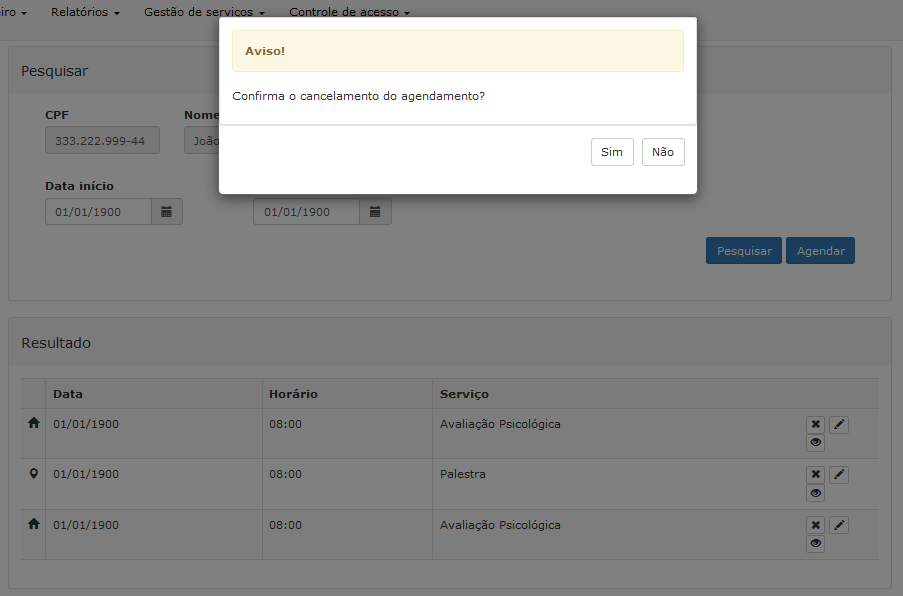 iro Relatórios Gestão de serviços Controle de acesso
Aviso!
Confirma o cancelamento do agendamento?
Sim Não
Pesquisar
CPF Nome
333.222.999-44 João
Data início
01/01/1900 01/01/1900
Pesquisar Agendar
Resultado
Data Horário Serviço
01/01/1900 08:00 Avaliação Psicológica
01/01/1900 08:00 Palestra
01/01/1900 08:00 Avaliação Psicológica